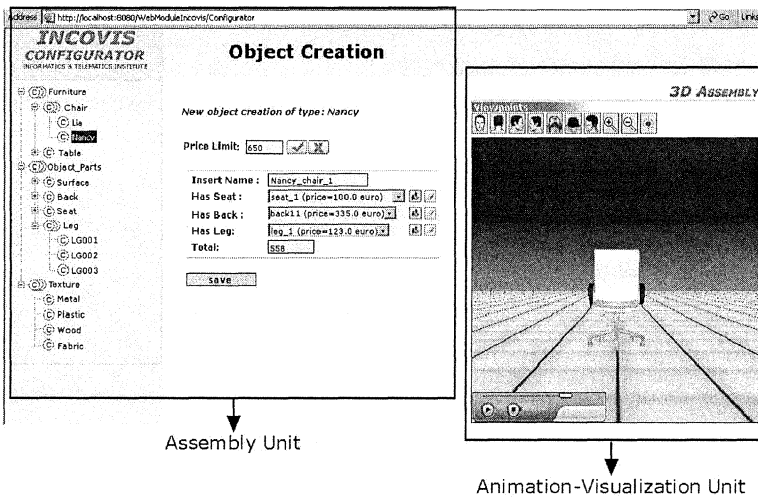 Address http://localhost:8080/WebModuleIncovis/Configurator Go Links
INCOVIS
CONFIGURATOR
INFORMATICS & TELEMATICS INSTITUTE
Furniture
Chair
Lia
Nancy
Table
Object_Parts
Surface
Back
Seat
Leg
LG001
LG002
LG003
Texture
Metal
Plastic
Wood
Fabric
Object Creation
New object creation of type: Nancy
Price Limit: 650
Insert Name : Nancy_chair_1
Has Seat : seat_1 (price=100.0 euro)
Has Back : back11 (price=335.0 euro)
Has Leg: leg_1 (price=123.0 euro)
Total: 558
save
3D ASSEMBLY
Viewpoints
Assembly Unit
Animation-Visualization Unit